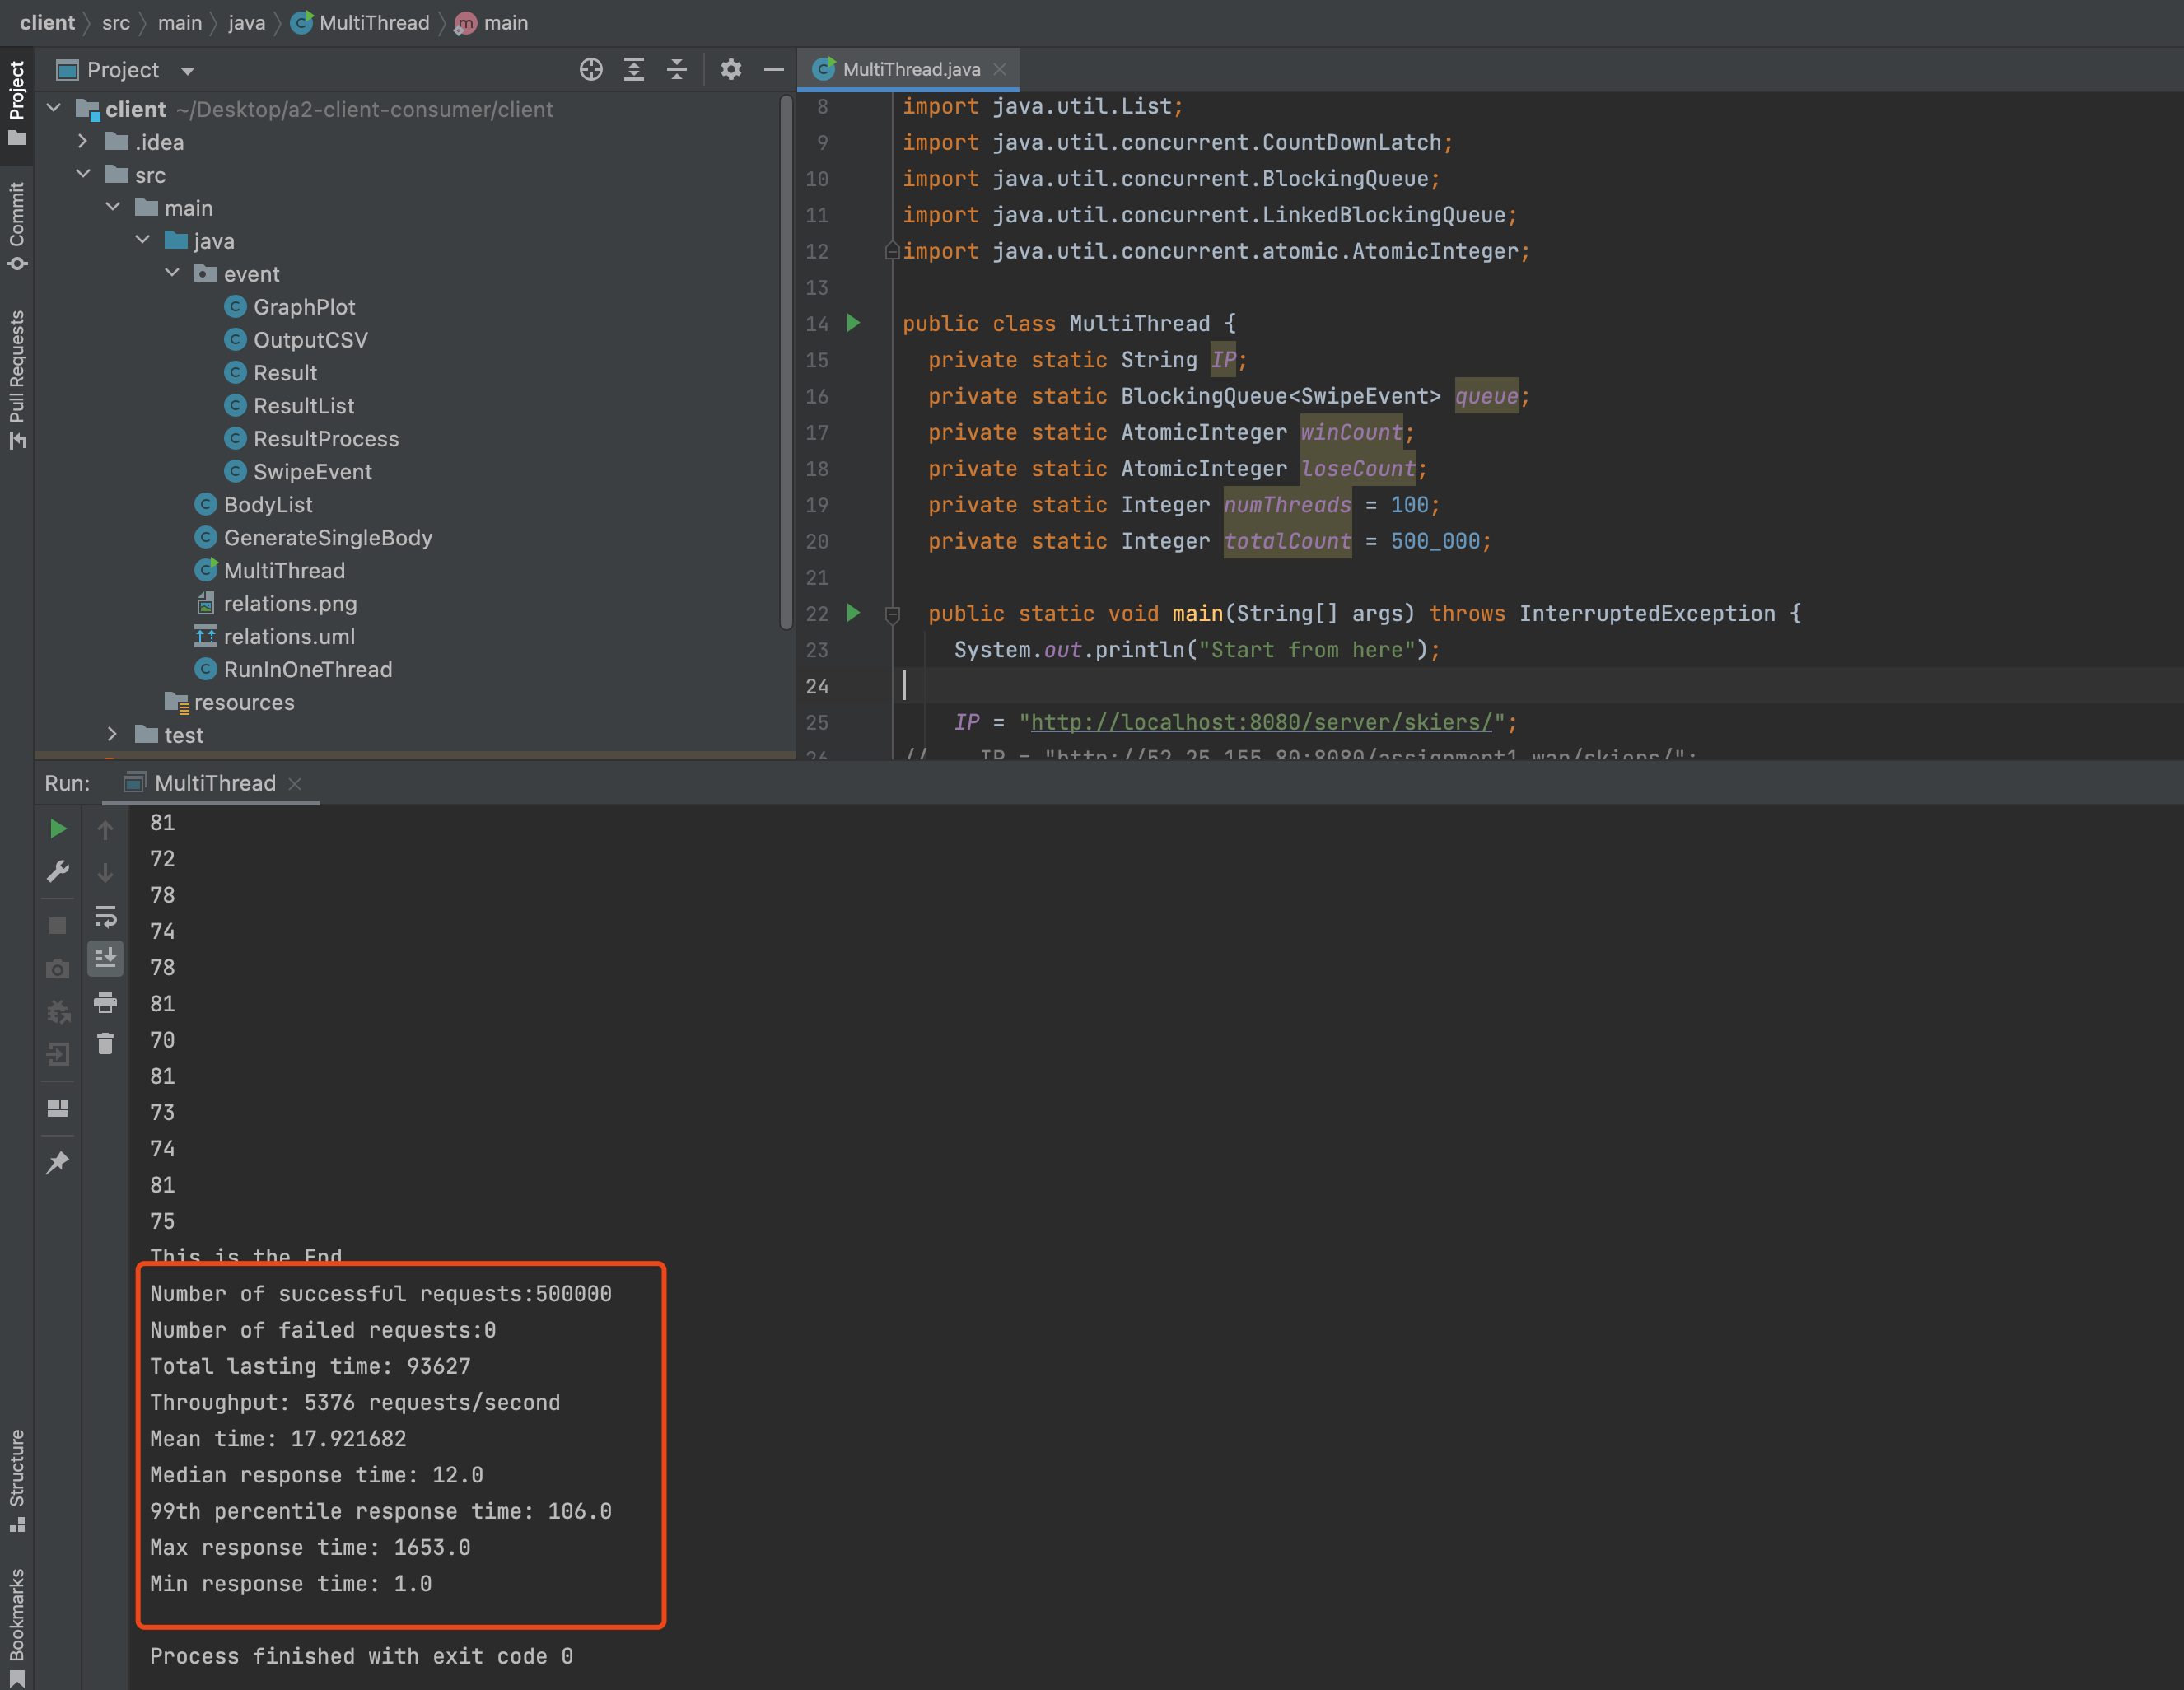 client src main java MultiThread main
Project
Project
Commit
Pull Requests
Structure
Bookmarks
client ~/Desktop/a2-client-consumer/client
.idea
src
main
java
event
GraphPlot
OutputCSV
Result
ResultList
ResultProcess
SwipeEvent
BodyList
GenerateSingleBody
MultiThread
relations.png
relations.uml
RunInOneThread
resources
test
MultiThread.java
8 import java.util.List;
9 import java.util.concurrent.CountDownLatch;
10 import java.util.concurrent.BlockingQueue;
11 import java.util.concurrent.LinkedBlockingQueue;
12 import java.util.concurrent.atomic.AtomicInteger;
13
14 public class MultiThread {
15 private static String IP;
16 private static BlockingQueue<SwipeEvent> queue;
17 private static AtomicInteger winCount;
18 private static AtomicInteger loseCount;
19 private static Integer numThreads = 100;
20 private static Integer totalCount = 500_000;
21
22 public static void main(String[] args) throws InterruptedException {
23 System.out.println("Start from here");
24
25 IP = "http://localhost:8080/server/skiers/";
26 // IP = "http://52.25.155.80:8080/assignment1_war/skiers/";
Run: MultiThread
81
72
78
74
78
81
70
81
73
74
81
75
This is the End
Number of successful requests:500000
Number of failed requests:0
Total lasting time: 93627
Throughput: 5376 requests/second
Mean time: 17.921682
Median response time: 12.0
99th percentile response time: 106.0
Max response time: 1653.0
Min response time: 1.0
Process finished with exit code 0